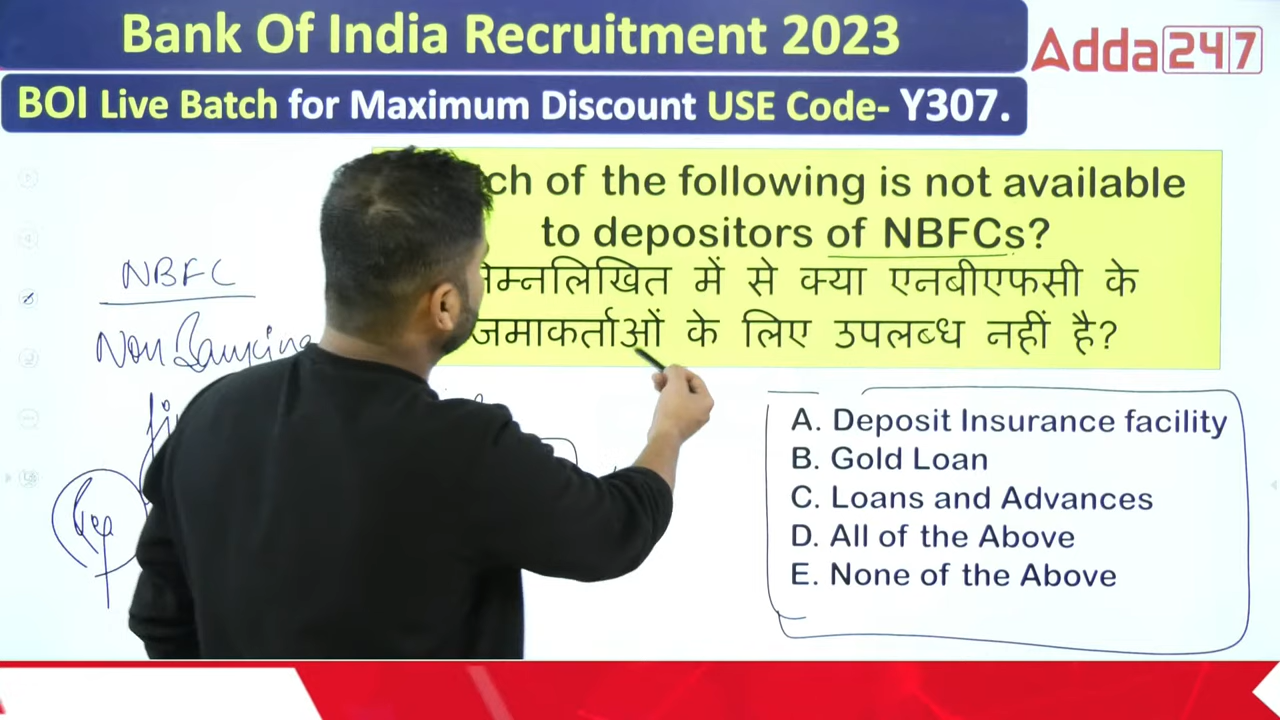 Bank Of India Recruitment 2023
Adda247
BOI Live Batch for Maximum Discount USE Code- Y307.
of the following is not available
to depositors of NBFCs?
में से क्या एनबीएफसी के
जमाकर्ताओं के लिए उपलब्ध नहीं है?
NBFC
Non
A. Deposit Insurance facility
B. Gold Loan
C. Loans and Advances
D. All of the Above
E. None of the Above